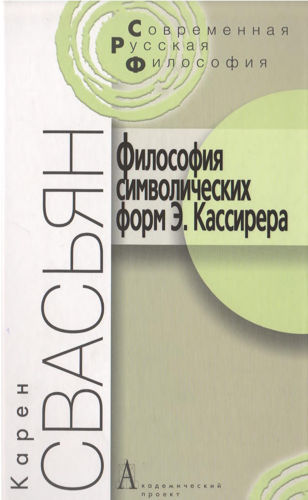 Современная
Русская
Философия
Карен
СВАСЬЯН
Философия
символических
форм Э. Кассирера
Академический
проект